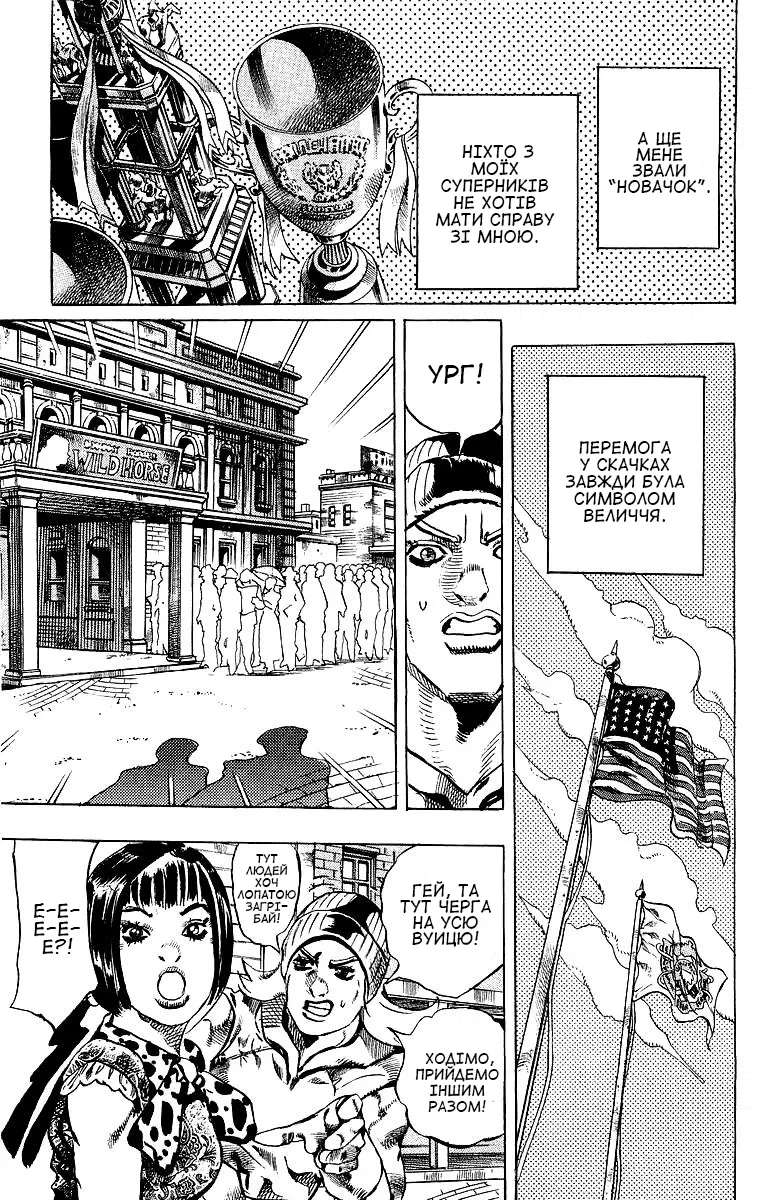 А ЩЕ
МЕНЕ
ЗВАЛИ
“НОВАЧОК”.
НІХТО З
МОЇХ
СУПЕРНИКІВ
НЕ ХОТІВ
МАТИ СПРАВУ
ЗІ МНОЮ.
ПЕРЕМОГА
У СКАЧКАХ
ЗАВЖДИ БУЛА
СИМВОЛОМ
ВЕЛИЧЧЯ.
УРГ!
WILD HORSE
ГЕЙ, ТА
ТУТ ЧЕРГА
НА УСЮ
ВУИЦЮ!
ТУТ
ЛЮДЕЙ
ХОЧ
ЛОПАТОЮ
ЗАГРІ-
БАЙ!
ХОДІМО,
ПРИЙДЕМО
ІНШИМ
РАЗОМ!
Е-Е-
Е-Е-
Е?!